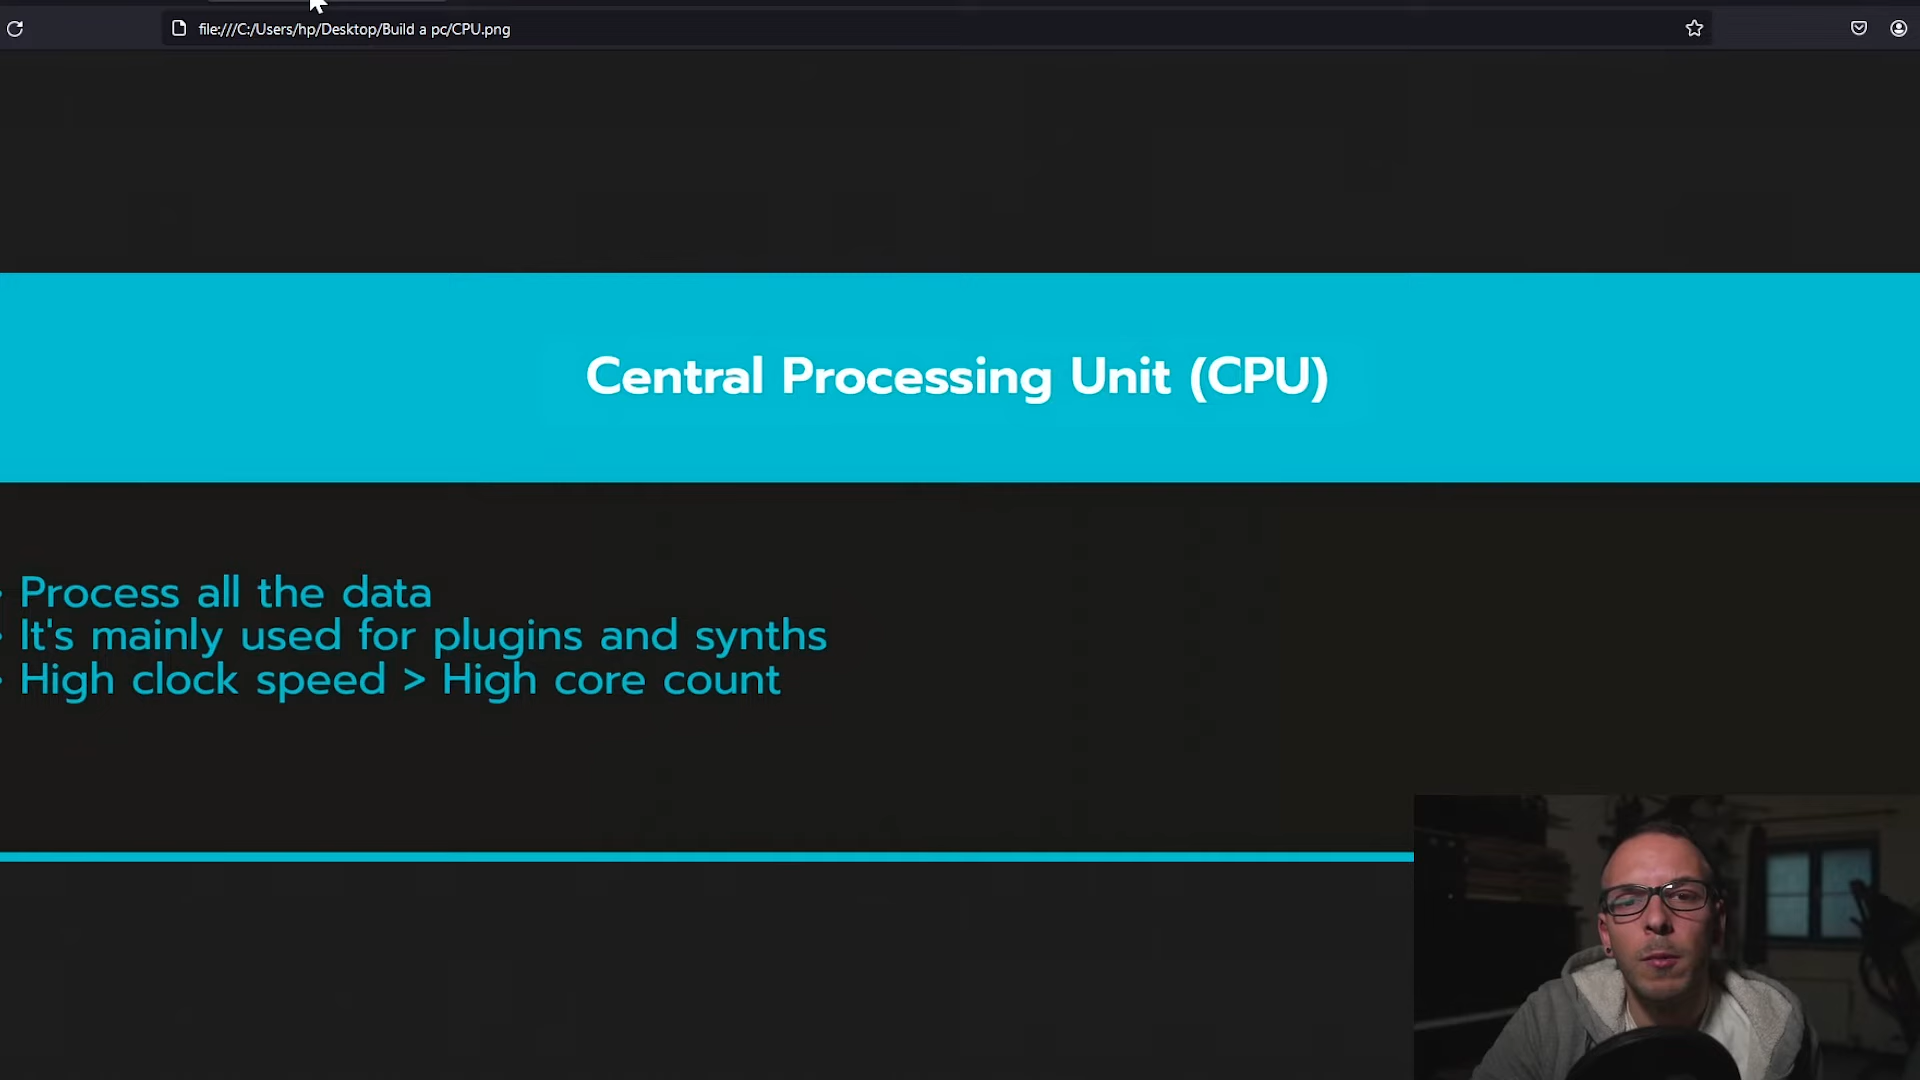 file:///C:/Users/hp/Desktop/Build a pc/CPU.png
Central Processing Unit (CPU)
• Process all the data
• It's mainly used for plugins and synths
• High clock speed > High core count